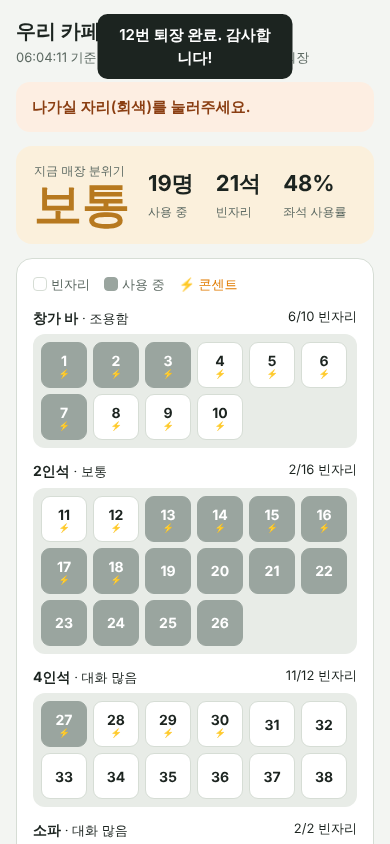 우리 카페
12번 퇴장 완료. 감사합
니다!
06:04:11 기준
나가실 자리(회색)를 눌러주세요.
지금 매장 분위기
보통
19명
21석
48%
사용 중
빈자리
좌석 사용률
빈자리 사용 중 ⚡ 콘센트
창가 바 · 조용함 6/10 빈자리
1 2 3 4 5 6
⚡ ⚡ ⚡ ⚡ ⚡ ⚡
7 8 9 10
⚡ ⚡ ⚡ ⚡
2인석 · 보통 2/16 빈자리
11 12 13 14 15 16
⚡ ⚡ ⚡ ⚡ ⚡ ⚡
17 18 19 20 21 22
⚡ ⚡
23 24 25 26
4인석 · 대화 많음 11/12 빈자리
27 28 29 30 31 32
⚡ ⚡ ⚡ ⚡
33 34 35 36 37 38
소파 · 대화 많음 2/2 빈자리